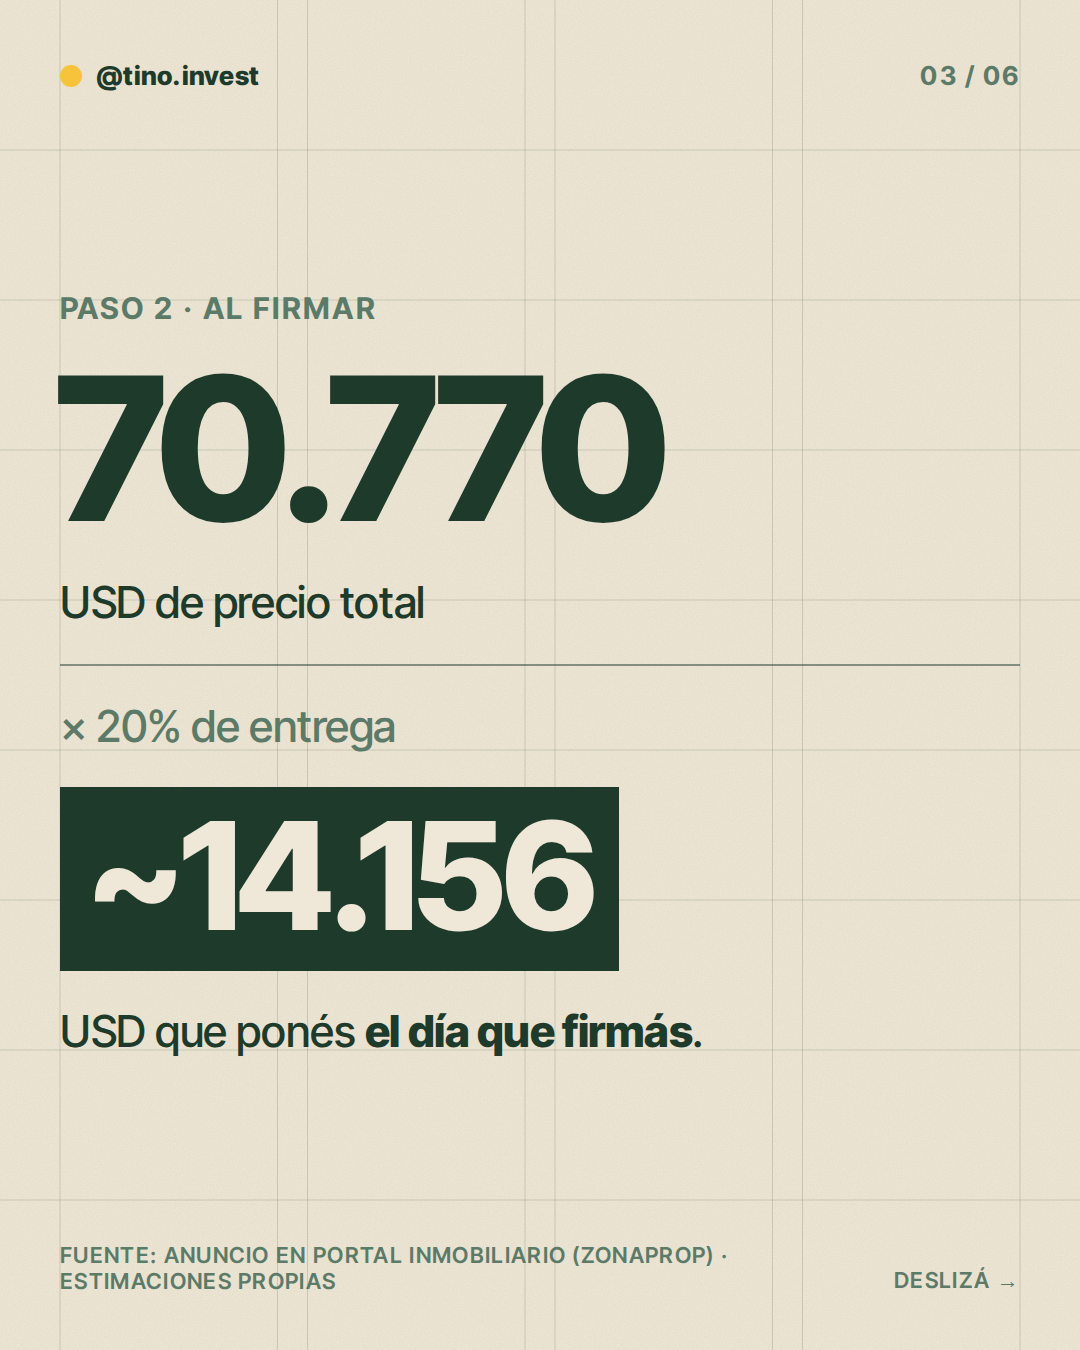 @tino.invest
03 / 06
PASO 2 · AL FIRMAR
70.770
USD de precio total
× 20% de entrega
~14.156
USD que ponés el día que firmás.
FUENTE: ANUNCIO EN PORTAL INMOBILIARIO (ZONAPROP) ·
ESTIMACIONES PROPIAS
DESLIZÁ →